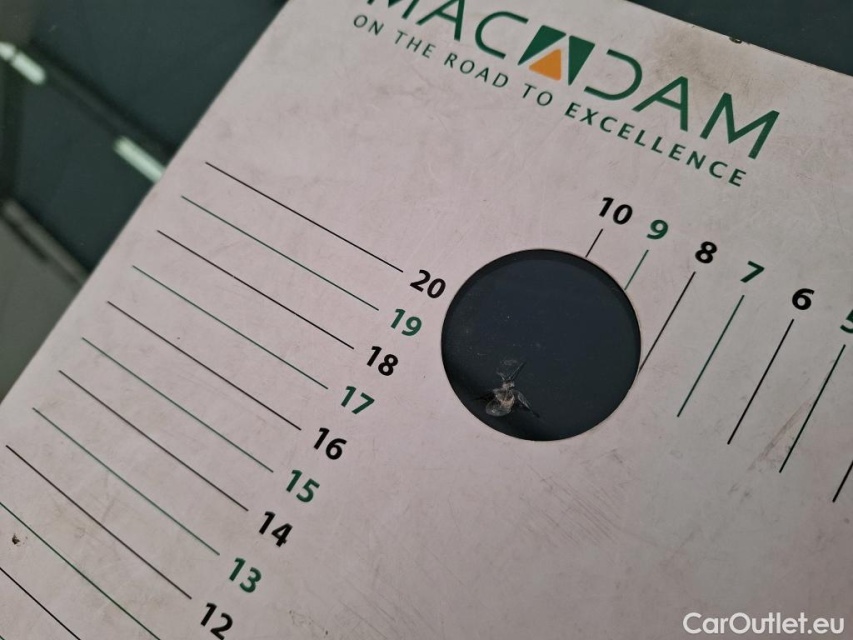 MACADAM
ON THE ROAD TO EXCELLENCE
10 9 8 7 6 5
20
19
18
17
16
15
14
13
12
CarOutlet.eu